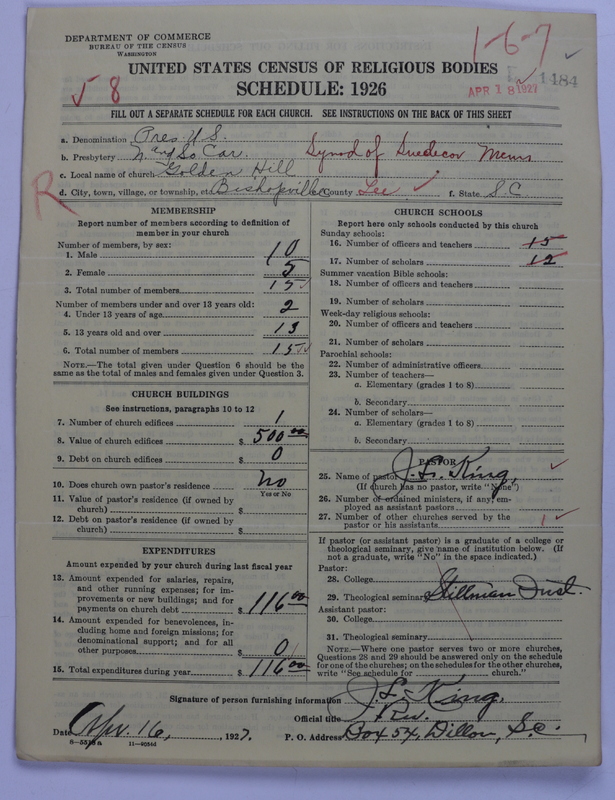 DEPARTMENT OF COMMERCE
BUREAU OF THE CENSUS
WASHINGTON
1-6-7
8
UNITED STATES CENSUS OF RELIGIOUS BODIES
SCHEDULE: 1926
APR 18 1927
1484
FILL OUT A SEPARATE SCHEDULE FOR EACH CHURCH. SEE INSTRUCTIONS ON THE BACK OF THIS SHEET
a. Denomination Pres. U.S.
b. Presbytery N. and So Car. Synod of Snedecor Mem.
c. Local name of church Golden Hill
R
d. City, town, village, or township, etc. Bishopville e. County Lee f. State S.C.
MEMBERSHIP
Report number of members according to definition of
member in your church
Number of members, by sex:
1. Male 10
2. Female 5
3. Total number of members 15
Number of members under and over 13 years old:
4. Under 13 years of age 2
5. 13 years old and over 13
6. Total number of members 15
NOTE.—The total given under Question 6 should be
same as the total of males and females given under Question 3.
CHURCH BUILDINGS
See instructions, paragraphs 10 to 12
7. Number of church edifices 1
8. Value of church edifices $ 500 00
9. Debt on church edifices $ 0
10. Does church own pastor's residence No
Yes or No
11. Value of pastor's residence (if owned by
church) $
12. Debt on pastor's residence (if owned by
church) $
EXPENDITURES
Amount expended by your church during last fiscal year
13. Amount expended for salaries, repairs,
and other running expenses; for im-
provements or new buildings; and for
payments on church debt $ 116 00
14. Amount expended for benevolences, in-
cluding home and foreign missions; for
denominational support; and for all
other purposes $ 0
15. Total expenditures during year $ 116 00
CHURCH SCHOOLS
Report here only schools conducted by this church
Sunday schools:
16. Number of officers and teachers 15
17. Number of scholars 12
Summer vacation Bible schools:
18. Number of officers and teachers
19. Number of scholars
Week-day religious schools:
20. Number of officers and teachers
21. Number of scholars
Parochial schools:
22. Number of administrative officers
23. Number of teachers—
a. Elementary (grades 1 to 8)
b. Secondary
24. Number of scholars—
a. Elementary (grades 1 to 8)
b. Secondary
PASTOR
25. Name of pastor J. L. King,
(If church has no pastor, write "None")
26. Number of ordained ministers, if any, em-
ployed as assistant pastors
27. Number of other churches served by the
pastor or his assistants 1
If pastor (or assistant pastor) is a graduate of a college or
theological seminary, give name of institution below. (If
not a graduate, write "No" in the space indicated.)
Pastor:
28. College
29. Theological seminary Stillman Inst.
Assistant pastor:
30. College
31. Theological seminary
NOTE.—Where one pastor serves two or more churches,
Questions 28 and 29 should be answered only on the schedule
for one of the churches; on the schedules for the other churches,
write "See schedule for church."
Signature of person furnishing information J. L. King,
Official title Rev.
Date Apr. 16, , 1927.
P. O. Address Box 54, Dillon, S.C.